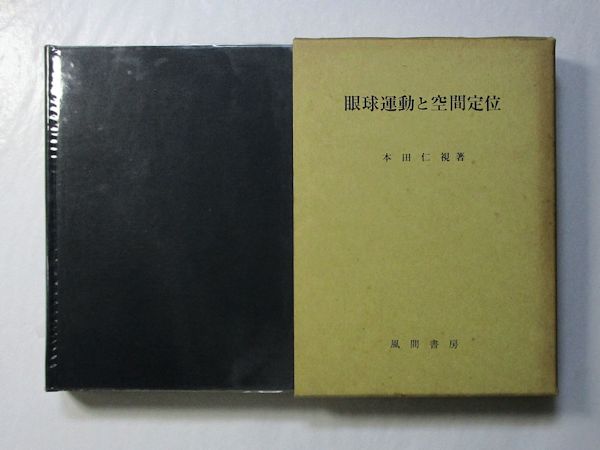 眼球運動と空間定位
本田仁視著
風間書房